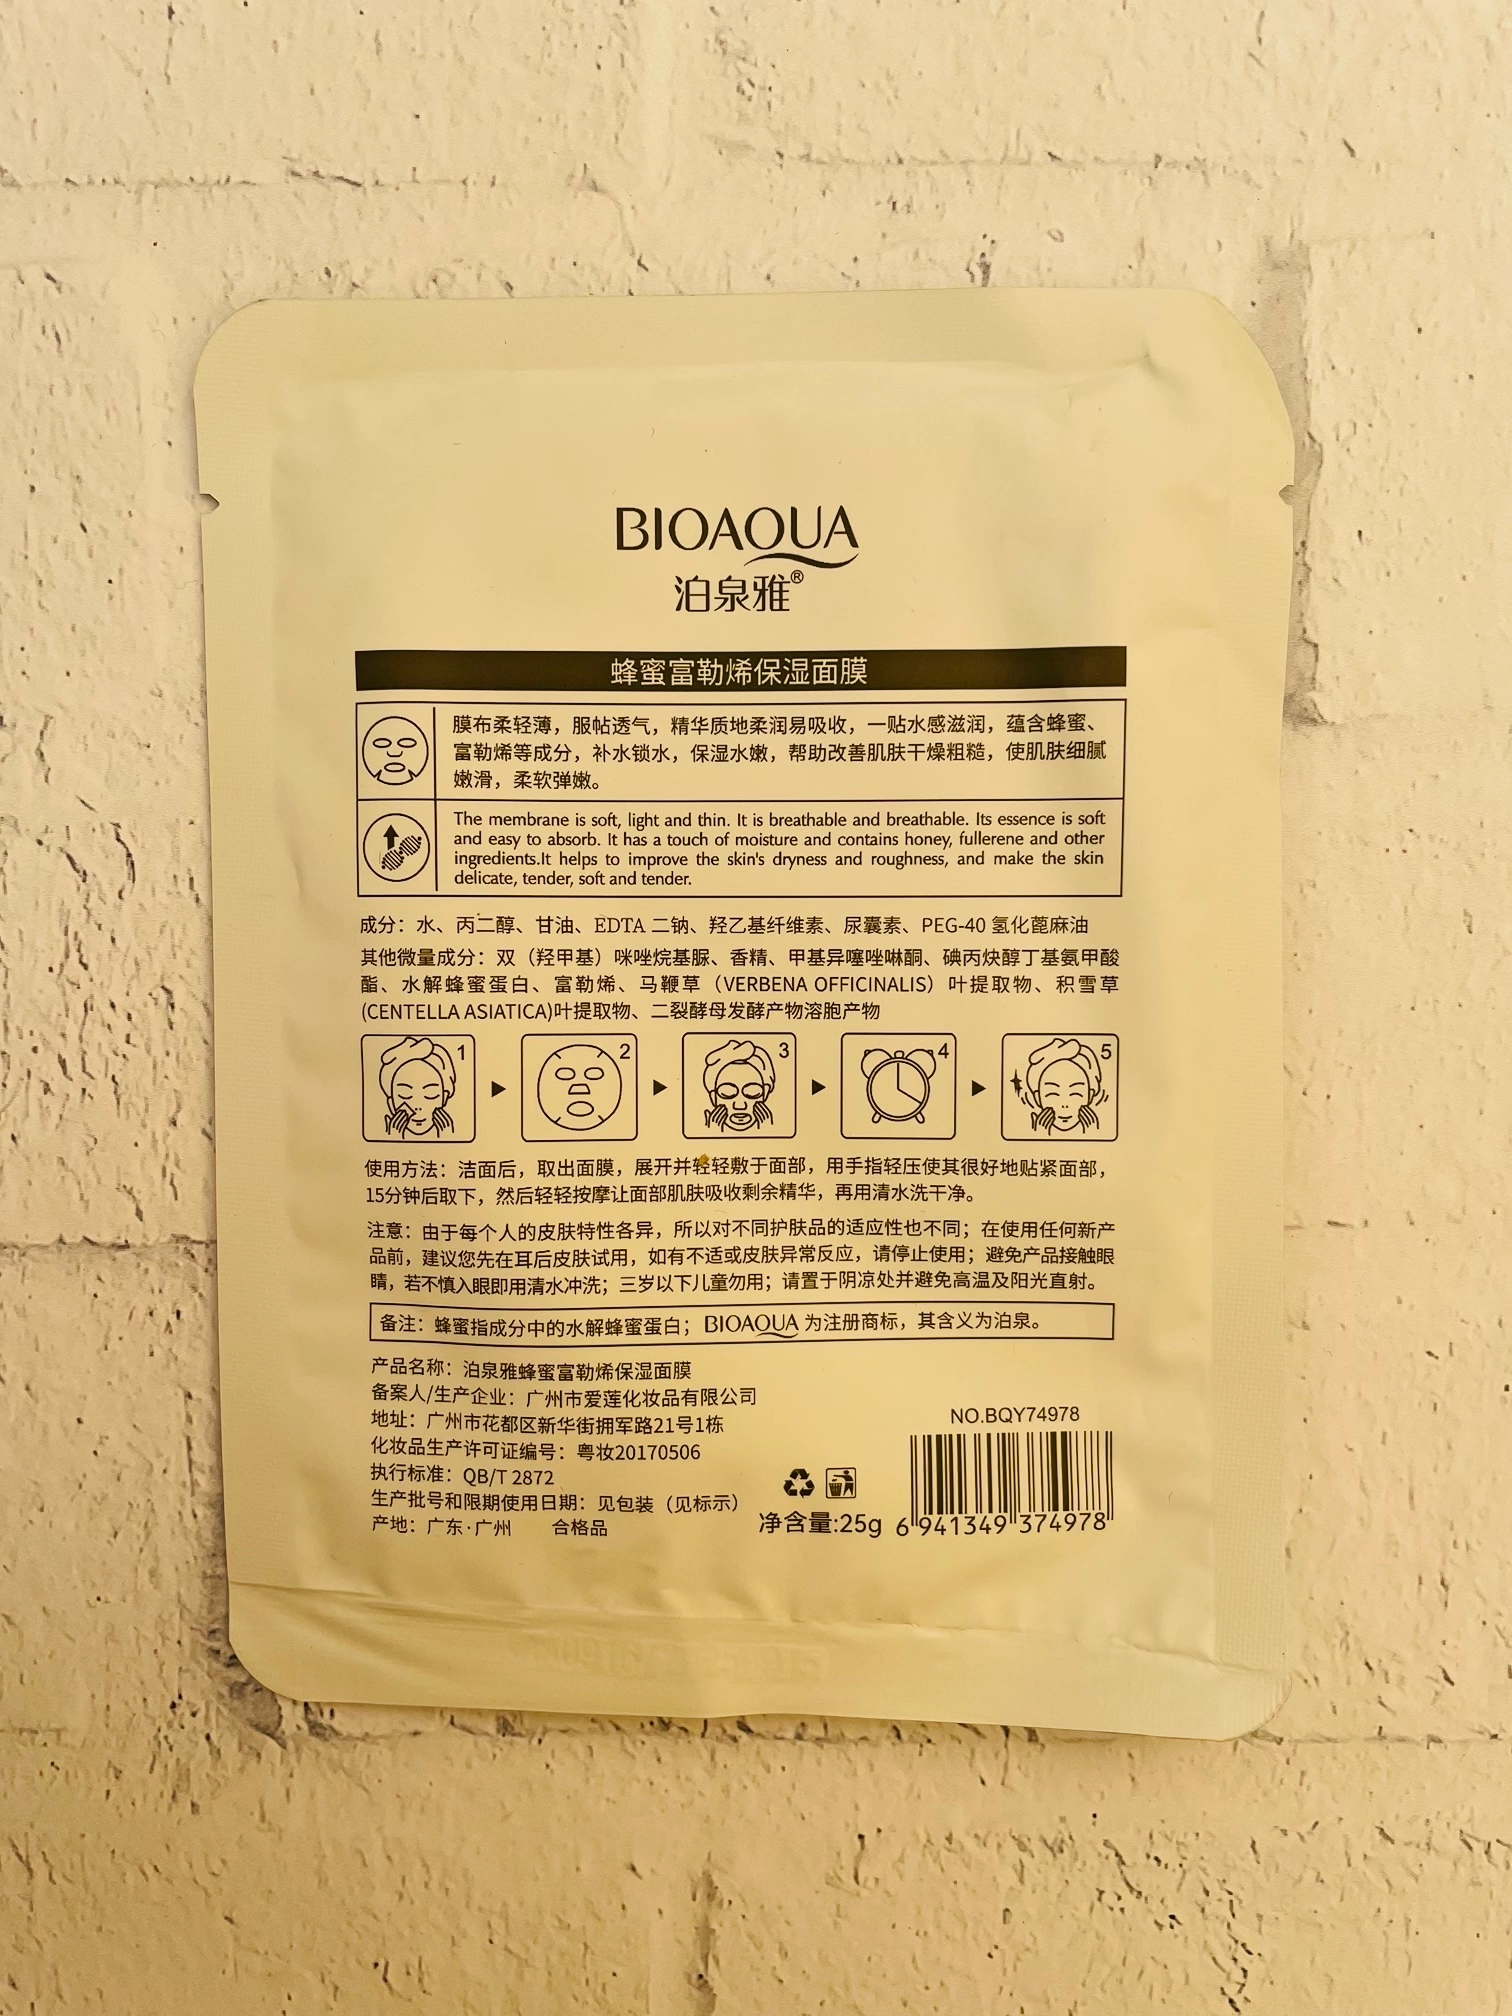 BIOAQUA
泊泉雅®
蜂蜜富勒烯保湿面膜
膜布柔轻薄，服帖透气，精华质地柔润易吸收，一贴水感滋润，蕴含蜂蜜、
富勒烯等成分，补水锁水，保湿水嫩，帮助改善肌肤干燥粗糙，使肌肤细腻
嫩滑，柔软弹嫩。
The membrane is soft, light and thin. It is breathable and breathable. Its essence is soft
and easy to absorb. It has a touch of moisture and contains honey, fullerene and other
ingredients.It helps to improve the skin's dryness and roughness, and make the skin
delicate, tender, soft and tender.
成分：水、丙二醇、甘油、EDTA 二钠、羟乙基纤维素、尿囊素、PEG-40 氢化蓖麻油
其他微量成分：双（羟甲基）咪唑烷基脲、香精、甲基异噻唑啉酮、碘丙炔醇丁基氨甲酸
酯、水解蜂蜜蛋白、富勒烯、马鞭草（VERBENA OFFICINALIS）叶提取物、积雪草
(CENTELLA ASIATICA)叶提取物、二裂酵母发酵产物溶胞产物
1 2 3 4 5
使用方法：洁面后，取出面膜，展开并轻轻敷于面部，用手指轻压使其很好地贴紧面部，
15分钟后取下，然后轻轻按摩让面部肌肤吸收剩余精华，再用清水洗干净。
注意：由于每个人的皮肤特性各异，所以对不同护肤品的适应性也不同；在使用任何新产
品前，建议您先在耳后皮肤试用，如有不适或皮肤异常反应，请停止使用；避免产品接触眼
睛，若不慎入眼即用清水冲洗；三岁以下儿童勿用；请置于阴凉处并避免高温及阳光直射。
备注：蜂蜜指成分中的水解蜂蜜蛋白；BIOAQUA 为注册商标，其含义为泊泉。
产品名称：泊泉雅蜂蜜富勒烯保湿面膜
备案人/生产企业：广州市爱莲化妆品有限公司
地址：广州市花都区新华街拥军路21号1栋
化妆品生产许可证编号：粤妆20170506
执行标准：QB/T 2872
生产批号和限期使用日期：见包装（见标示）
产地：广东·广州 合格品
净含量:25g
NO.BQY74978
6 941349 374978